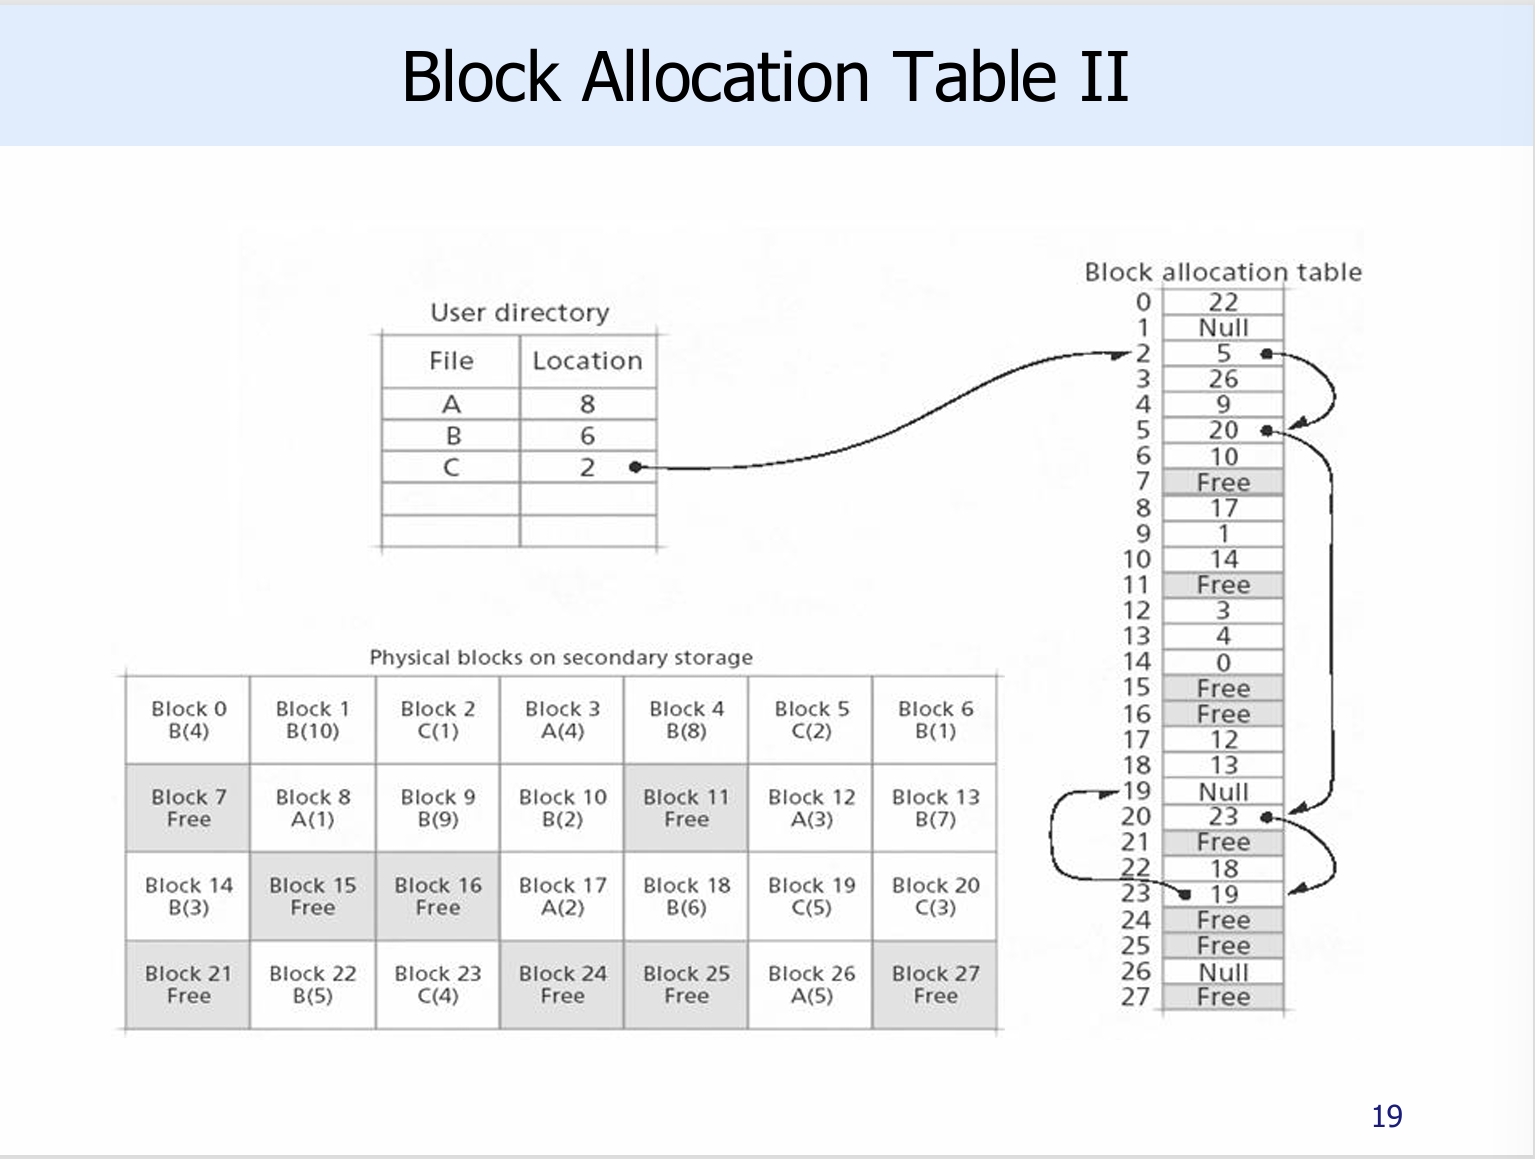 Block Allocation Table II
User directory
File Location
A 8
B 6
C 2
Block allocation table
0 22
1 Null
2 5
3 26
4 9
5 20
6 10
7 Free
8 17
9 1
10 14
11 Free
12 3
13 4
14 0
15 Free
16 Free
17 12
18 13
19 Null
20 23
21 Free
22 18
23 19
24 Free
25 Free
26 Null
27 Free
Physical blocks on secondary storage
Block 0 Block 1 Block 2 Block 3 Block 4 Block 5 Block 6
B(4) B(10) C(1) A(4) B(8) C(2) B(1)
Block 7 Block 8 Block 9 Block 10 Block 11 Block 12 Block 13
Free A(1) B(9) B(2) Free A(3) B(7)
Block 14 Block 15 Block 16 Block 17 Block 18 Block 19 Block 20
B(3) Free Free A(2) B(6) C(5) C(3)
Block 21 Block 22 Block 23 Block 24 Block 25 Block 26 Block 27
Free B(5) C(4) Free Free A(5) Free
19